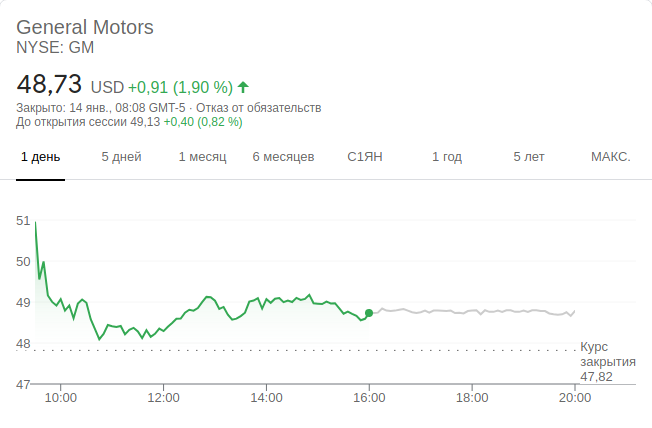 General Motors
NYSE: GM
48,73 USD +0,91 (1,90 %)
Закрыто: 14 янв., 08:08 GMT-5 · Отказ от обязательств
До открытия сессии 49,13 +0,40 (0,82 %)
1 день 5 дней 1 месяц 6 месяцев С1ЯН 1 год 5 лет МАКС.
51
50
49
48
Курс
закрытия
47,82
47
10:00 12:00 14:00 16:00 18:00 20:00